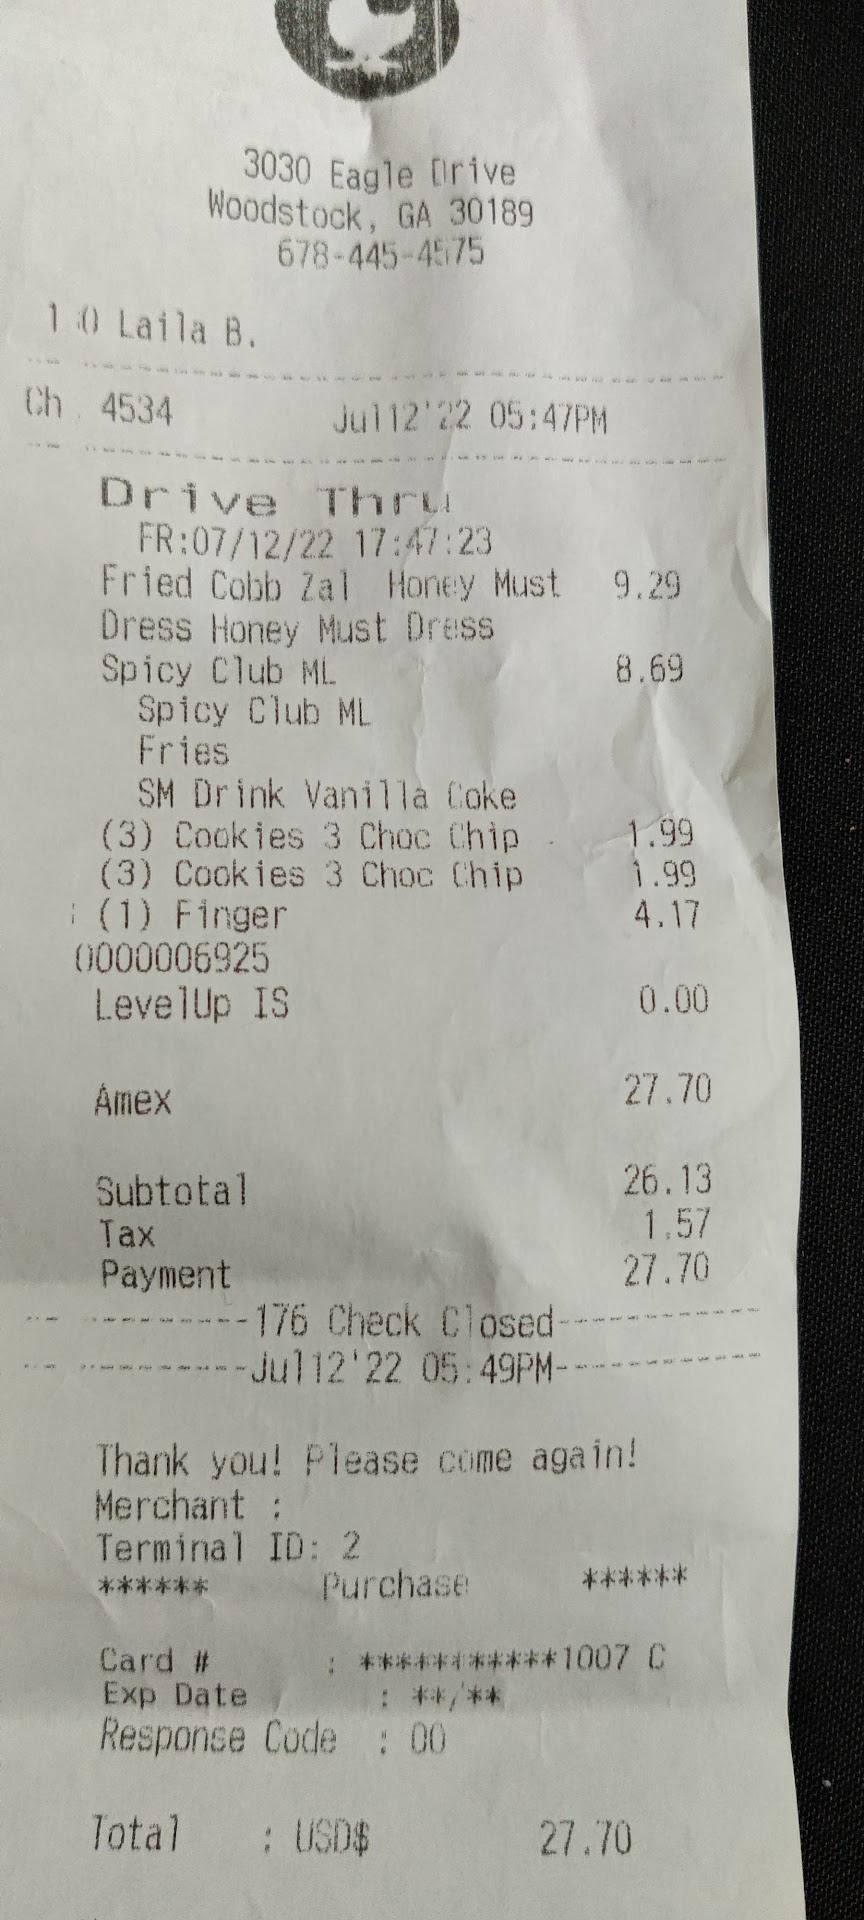 3030 Eagle Drive
Woodstock, GA 30189
678-445-4575
Laila B.
4534 Jul12'22 05:47PM
Drive Thru
FR:07/12/22 17:47:23
Fried Cobb Zal Honey Must 9.29
Dress Honey Must Dress
Spicy Club ML 8.69
Spicy Club ML
Fries
SM Drink Vanilla Coke
(3) Cookies 3 Choc Chip 1.99
(3) Cookies 3 Choc Chip 1.99
(1) Finger 4.17
0000006925
LevelUp IS 0.00
Amex 27.70
Subtotal 26.13
Tax 1.57
Payment 27.70
-- ---------176 Check Closed------------
-- ---------Jul12'22 05:49PM------------
Thank you! Please come again!
Merchant :
Terminal ID: 2
****** Purchase ******
Card # : ***********1007 C
Exp Date : **/**
Response Code : 00
Total : USD$ 27.70